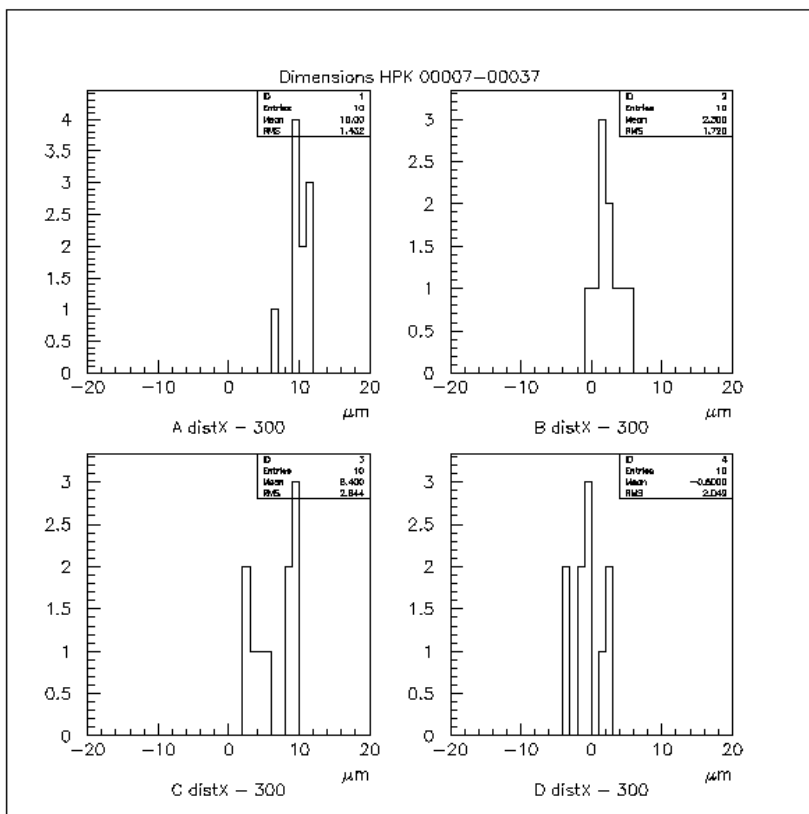 Dimensions HPK 00007-00037
ID 1
Entries 10
Mean 10.00
RMS 1.432
4
3.5
3
2.5
2
1.5
1
0.5
0
-20 -10 0 10 20
μm
A distX - 300
ID 2
Entries 10
Mean 2.300
RMS 1.720
3
2.5
2
1.5
1
0.5
0
-20 -10 0 10 20
μm
B distX - 300
ID 3
Entries 10
Mean 6.400
RMS 2.844
3
2.5
2
1.5
1
0.5
0
-20 -10 0 10 20
μm
C distX - 300
ID 4
Entries 10
Mean -0.5000
RMS 2.049
3
2.5
2
1.5
1
0.5
0
-20 -10 0 10 20
μm
D distX - 300